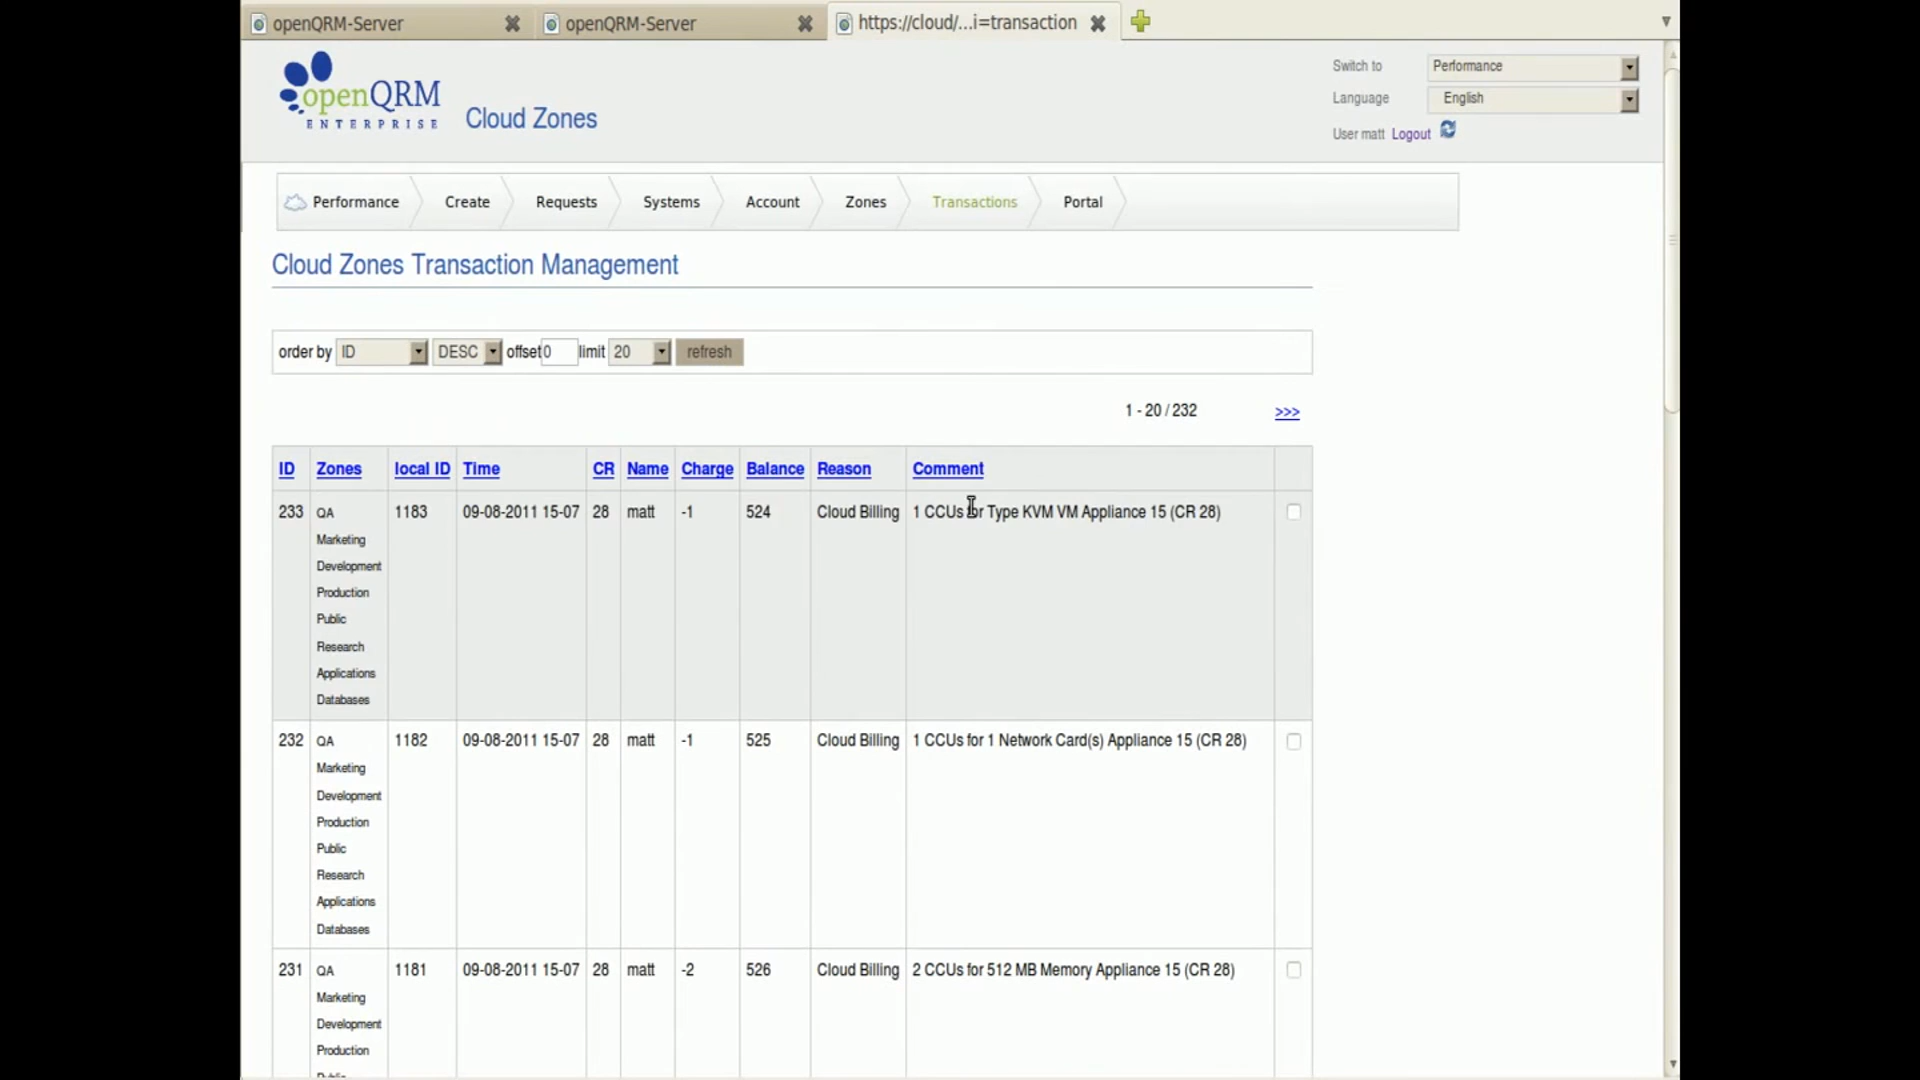 openQRM-Server
openQRM-Server
https://cloud/...i=transaction
openQRM
ENTERPRISE
Cloud Zones
Switch to Performance
Language English
User matt Logout
Performance Create Requests Systems Account Zones Transactions Portal
Cloud Zones Transaction Management
order by ID DESC offset 0 limit 20 refresh
1 - 20 / 232 >>>
ID Zones local ID Time CR Name Charge Balance Reason Comment
233 QA 1183 09-08-2011 15-07 28 matt -1 524 Cloud Billing 1 CCUs for Type KVM VM Appliance 15 (CR 28)
Marketing
Development
Production
Public
Research
Applications
Databases
232 QA 1182 09-08-2011 15-07 28 matt -1 525 Cloud Billing 1 CCUs for 1 Network Card(s) Appliance 15 (CR 28)
Marketing
Development
Production
Public
Research
Applications
Databases
231 QA 1181 09-08-2011 15-07 28 matt -2 526 Cloud Billing 2 CCUs for 512 MB Memory Appliance 15 (CR 28)
Marketing
Development
Production